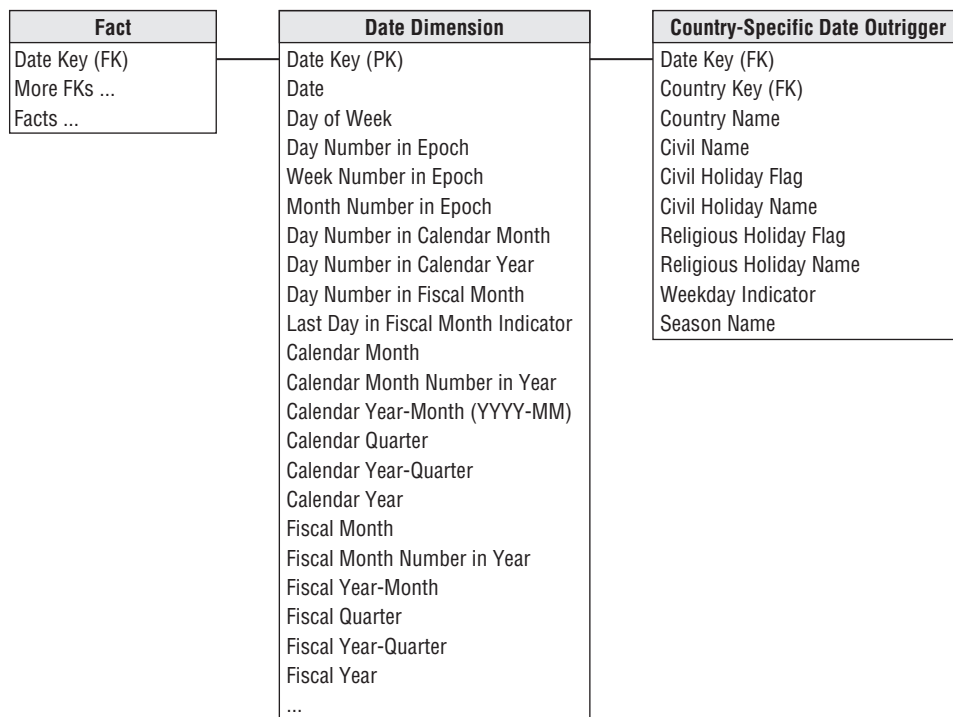 Fact
Date Key (FK)
More FKs ...
Facts ...
Date Dimension
Date Key (PK)
Date
Day of Week
Day Number in Epoch
Week Number in Epoch
Month Number in Epoch
Day Number in Calendar Month
Day Number in Calendar Year
Day Number in Fiscal Month
Last Day in Fiscal Month Indicator
Calendar Month
Calendar Month Number in Year
Calendar Year-Month (YYYY-MM)
Calendar Quarter
Calendar Year-Quarter
Calendar Year
Fiscal Month
Fiscal Month Number in Year
Fiscal Year-Month
Fiscal Quarter
Fiscal Year-Quarter
Fiscal Year
...
Country-Specific Date Outrigger
Date Key (FK)
Country Key (FK)
Country Name
Civil Name
Civil Holiday Flag
Civil Holiday Name
Religious Holiday Flag
Religious Holiday Name
Weekday Indicator
Season Name